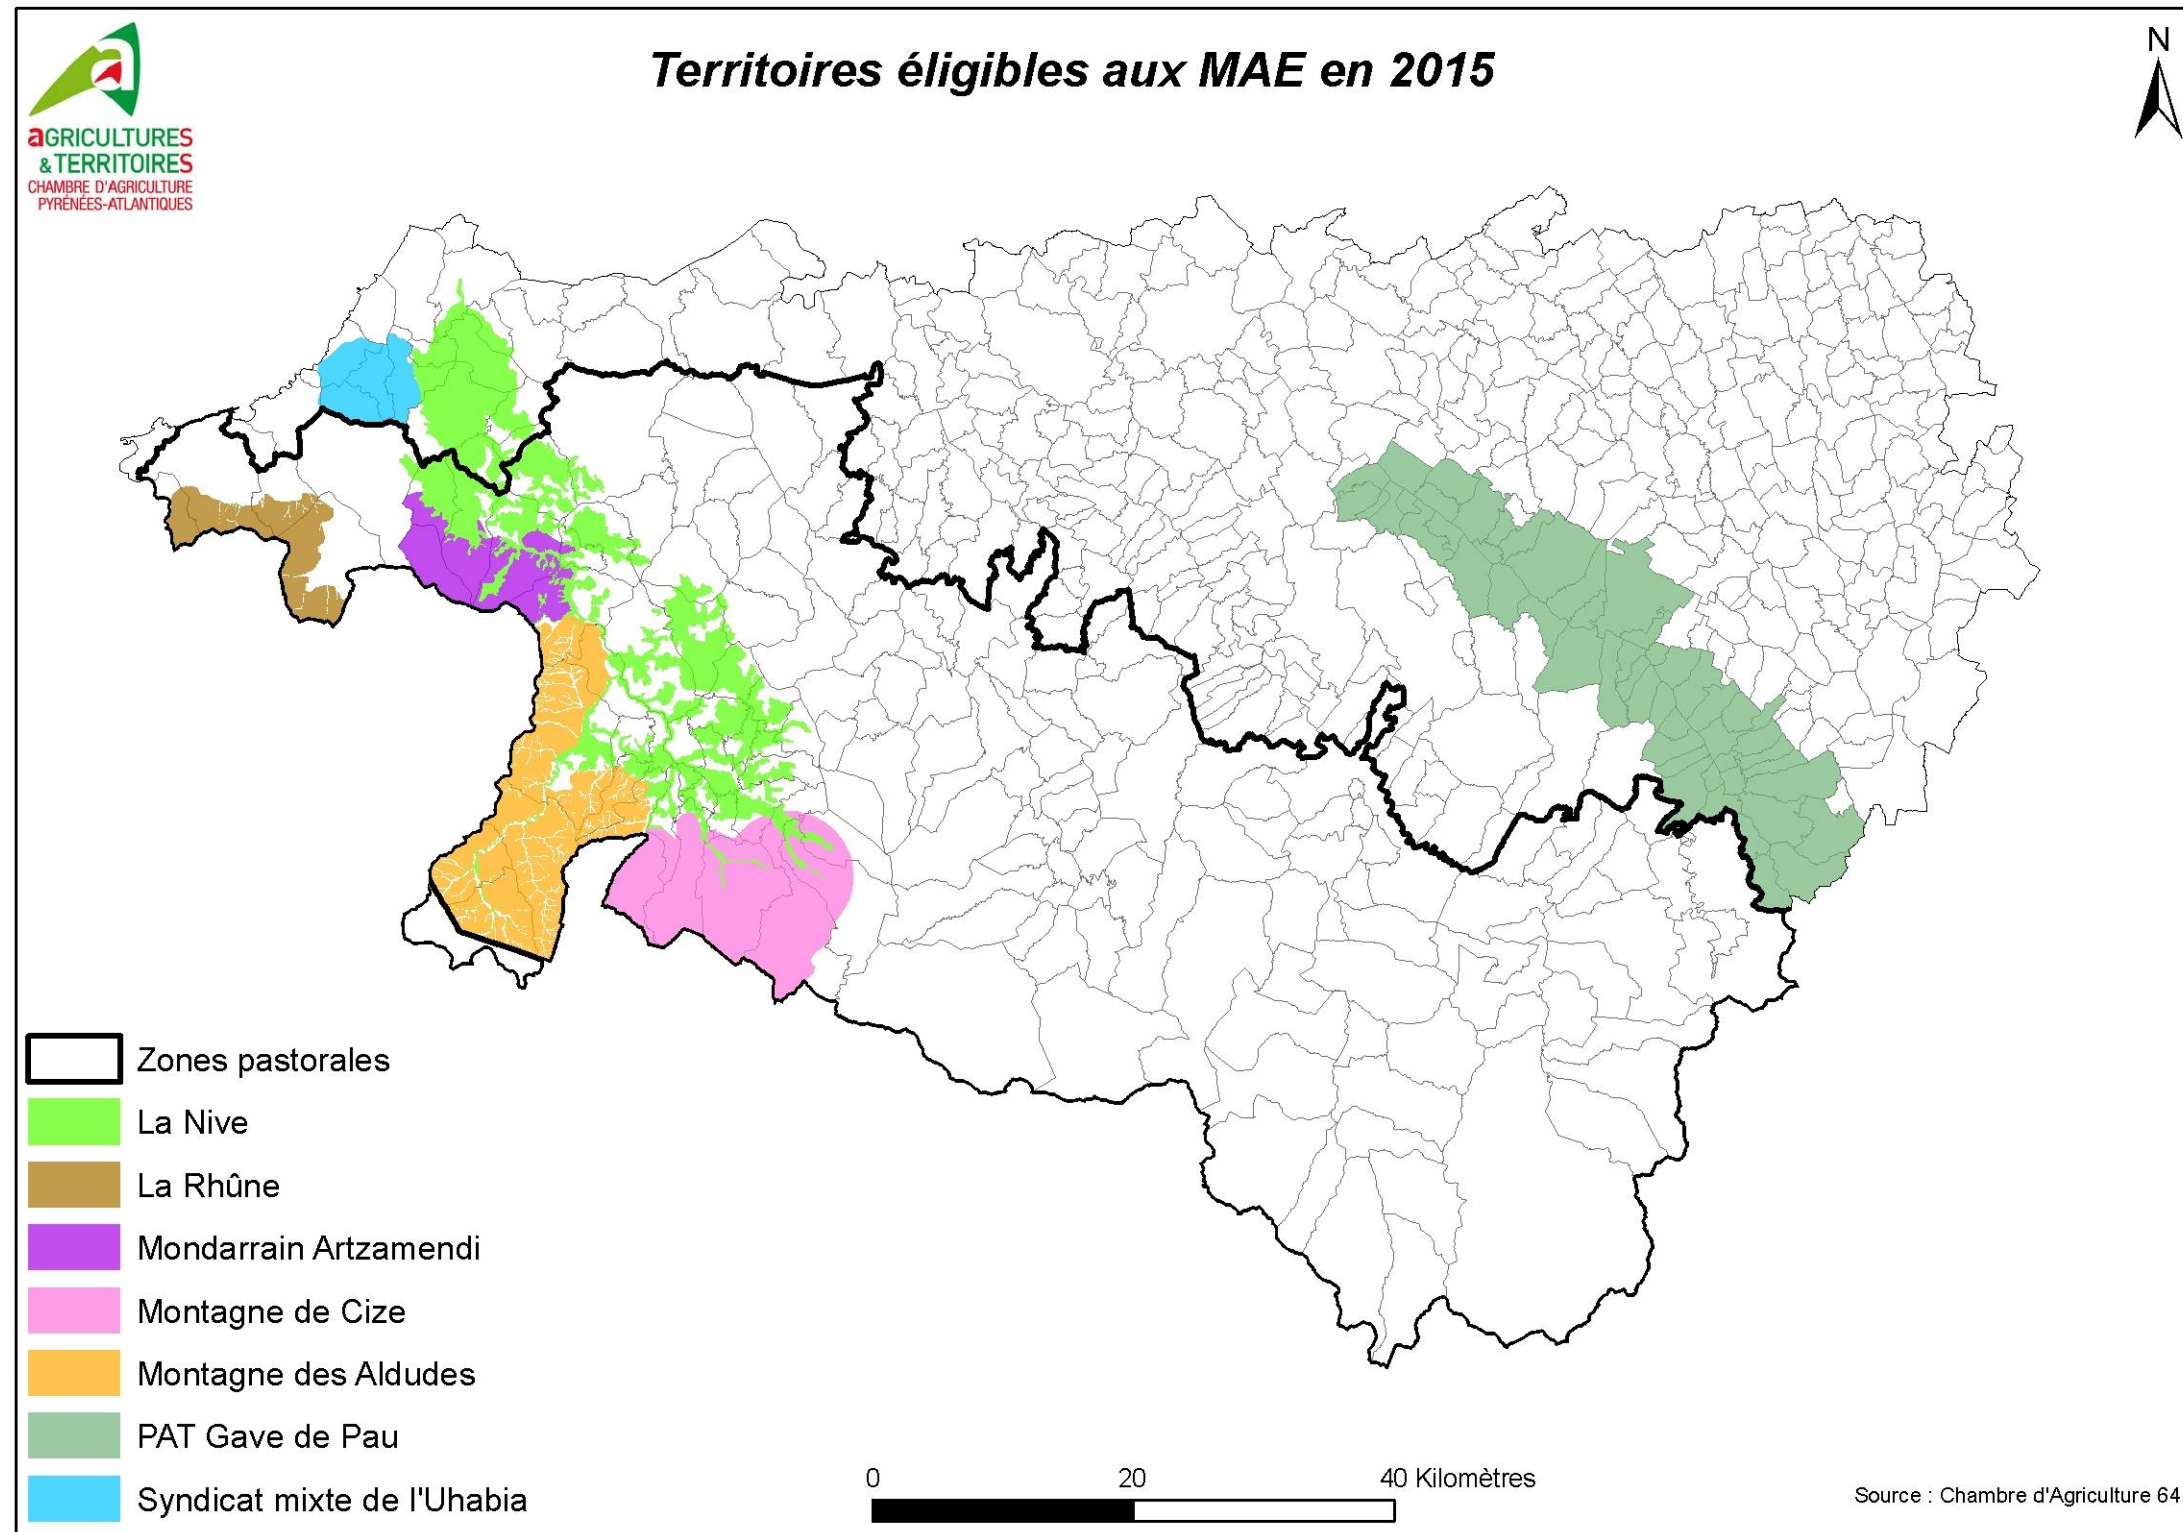 Territoires éligibles aux MAE en 2015
N
a
aGRICULTURES
& TERRITOIRES
CHAMBRE D'AGRICULTURE
PYRÉNÉES-ATLANTIQUES
Zones pastorales
La Nive
La Rhûne
Mondarrain Artzamendi
Montagne de Cize
Montagne des Aldudes
PAT Gave de Pau
Syndicat mixte de l'Uhabia
0 20 40 Kilomètres
Source : Chambre d'Agriculture 64